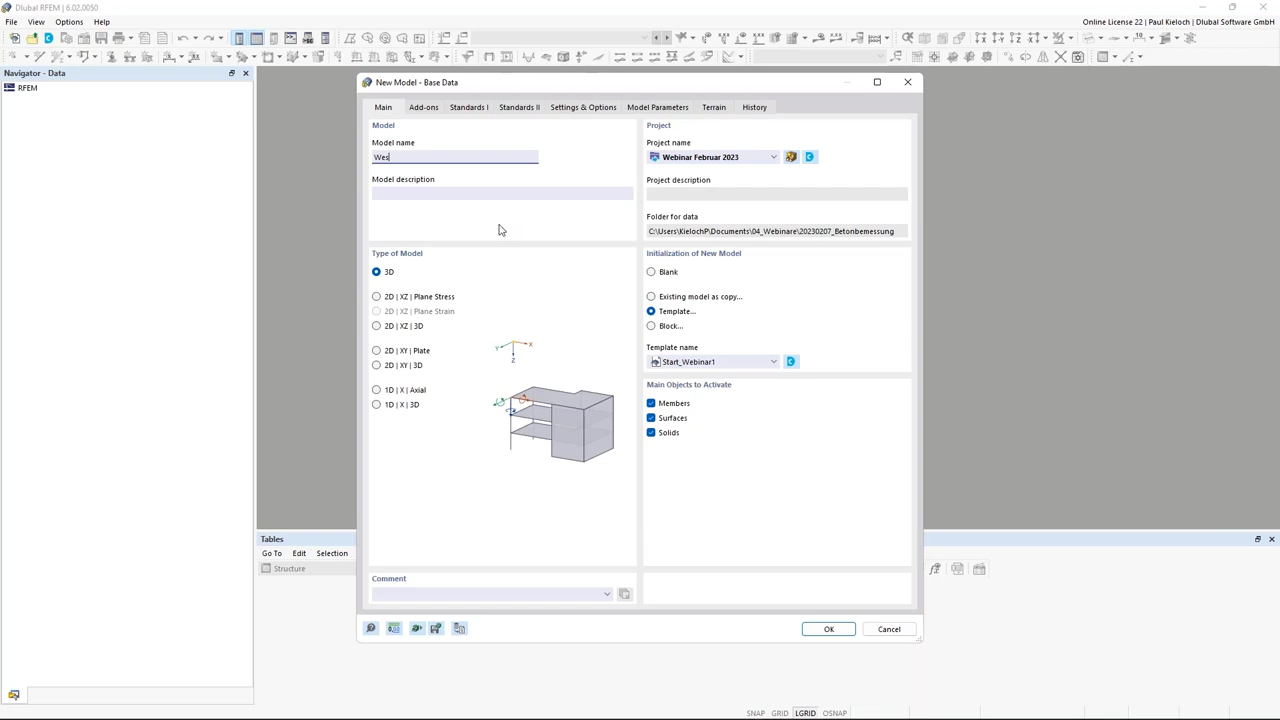 Dlubal RFEM | 6.02.0050
File View Options Help
Online License 22 | Paul Kieloch | Dlubal Software GmbH
Navigator - Data
RFEM
New Model - Base Data
Main Add-ons Standards I Standards II Settings & Options Model Parameters Terrain History
Model
Model name
Wes
Model description
Project
Project name
Webinar Februar 2023
Project description
Folder for data
C:\Users\KielochP\Documents\04_Webinare\20230207_Betonbemessung
Type of Model
3D
2D | XZ | Plane Stress
2D | XZ | Plane Strain
2D | XZ | 3D
2D | XY | Plate
2D | XY | 3D
1D | X | Axial
1D | X | 3D
Y X
Z
Initialization of New Model
Blank
Existing model as copy...
Template...
Block...
Template name
Start_Webinar1
Main Objects to Activate
Members
Surfaces
Solids
Comment
OK Cancel
Tables
Go To Edit Selection
Structure
SNAP GRID LGRID OSNAP